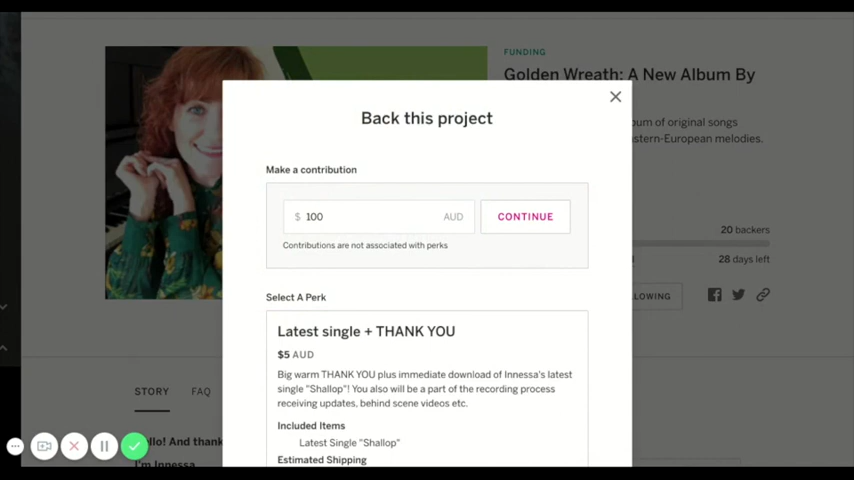 FUNDING
Golden Wreath: A New Album By
bum of original songs
stern-European melodies.
20 backers
28 days left
LOWING
Back this project
Make a contribution
$ 100 AUD
CONTINUE
Contributions are not associated with perks
Select A Perk
Latest single + THANK YOU
$5 AUD
Big warm THANK YOU plus immediate download of Innessa's latest
single "Shallop"! You also will be a part of the recording process
receiving updates, behind scene videos etc.
Included Items
Latest Single "Shallop"
Estimated Shipping
STORY FAQ
llo! And thank
I'm Innessa